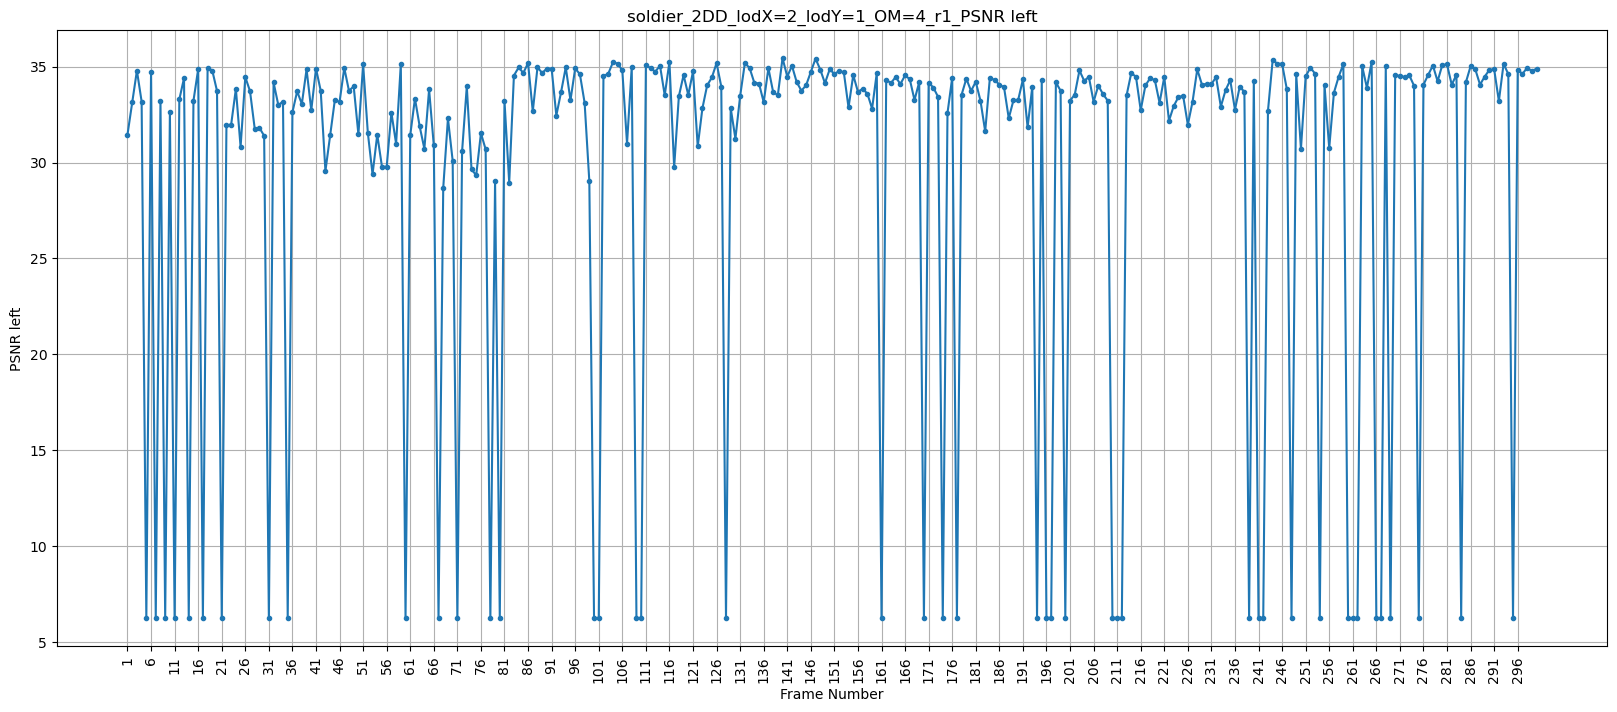 soldier_2DD_lodX=2_lodY=1_OM=4_r1_PSNR left
35
30
25
20
15
10
5
PSNR left
1 6 11 16 21 26 31 36 41 46 51 56 61 66 71 76 81 86 91 96 101 106 111 116 121 126 131 136 141 146 151 156 161 166 171 176 181 186 191 196 201 206 211 216 221 226 231 236 241 246 251 256 261 266 271 276 281 286 291 296
Frame Number